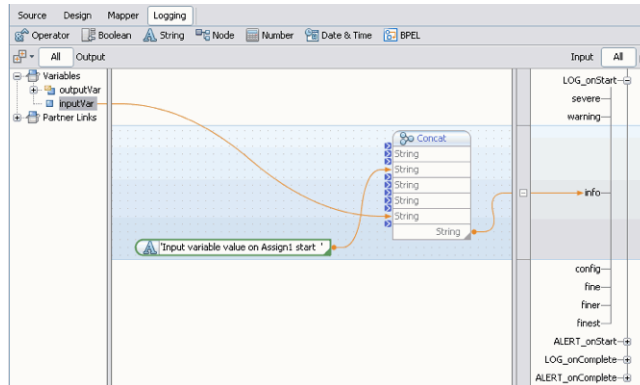 Source Design Mapper Logging
Operator Boolean String Node Number Date & Time BPEL
All Output Input All
Variables
outputVar
inputVar
Partner Links
Concat
String
String
String
String
String
String
'Input variable value on Assign1 start '
LOG_onStart
severe
warning
info
config
fine
finer
finest
ALERT_onStart
LOG_onComplete
ALERT_onComplete